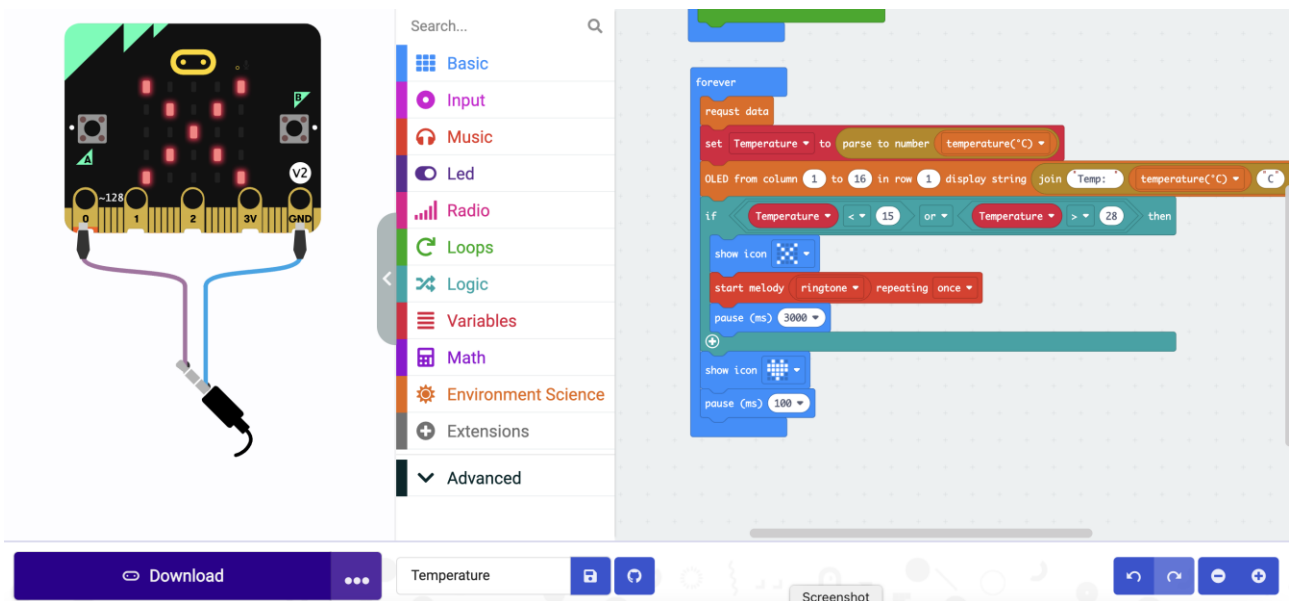 B
A
V2
~128
0 1 2 3V GND
Search...
Basic
Input
Music
Led
Radio
Loops
Logic
Variables
Math
Environment Science
Extensions
Advanced
forever
requst data
set Temperature to parse to number temperature(°C)
OLED from column 1 to 16 in row 1 display string join "Temp: " temperature(°C) "C"
if Temperature < 15 or Temperature > 28 then
show icon
start melody ringtone repeating once
pause (ms) 3000
show icon
pause (ms) 100
Download
Temperature
Screenshot